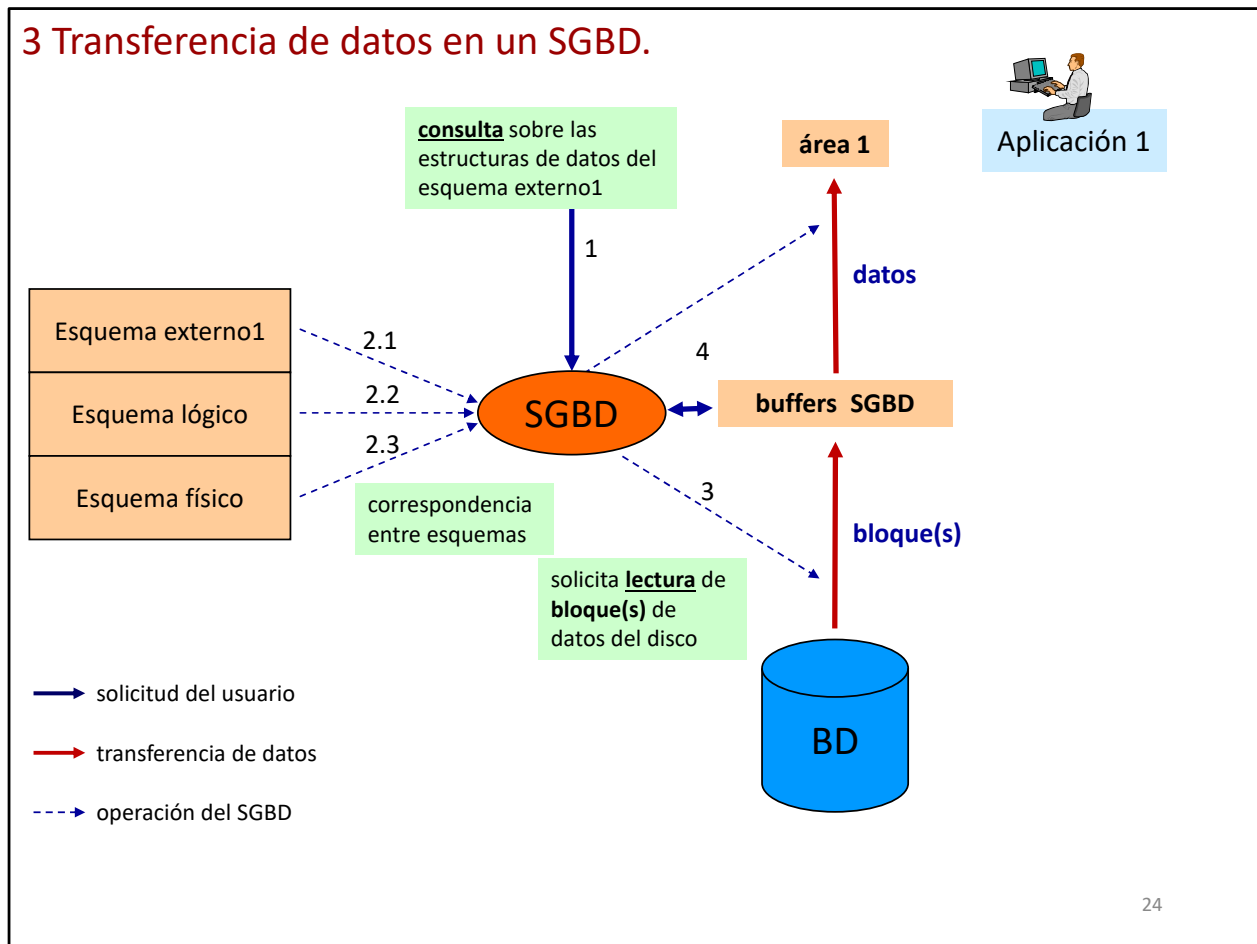 3 Transferencia de datos en un SGBD.
consulta sobre las
estructuras de datos del
esquema externo1
área 1
Aplicación 1
1
datos
Esquema externo1
2.1
4
Esquema lógico
2.2
SGBD
buffers SGBD
2.3
Esquema físico
3
correspondencia
entre esquemas
bloque(s)
solicita lectura de
bloque(s) de
datos del disco
solicitud del usuario
BD
transferencia de datos
operación del SGBD
24